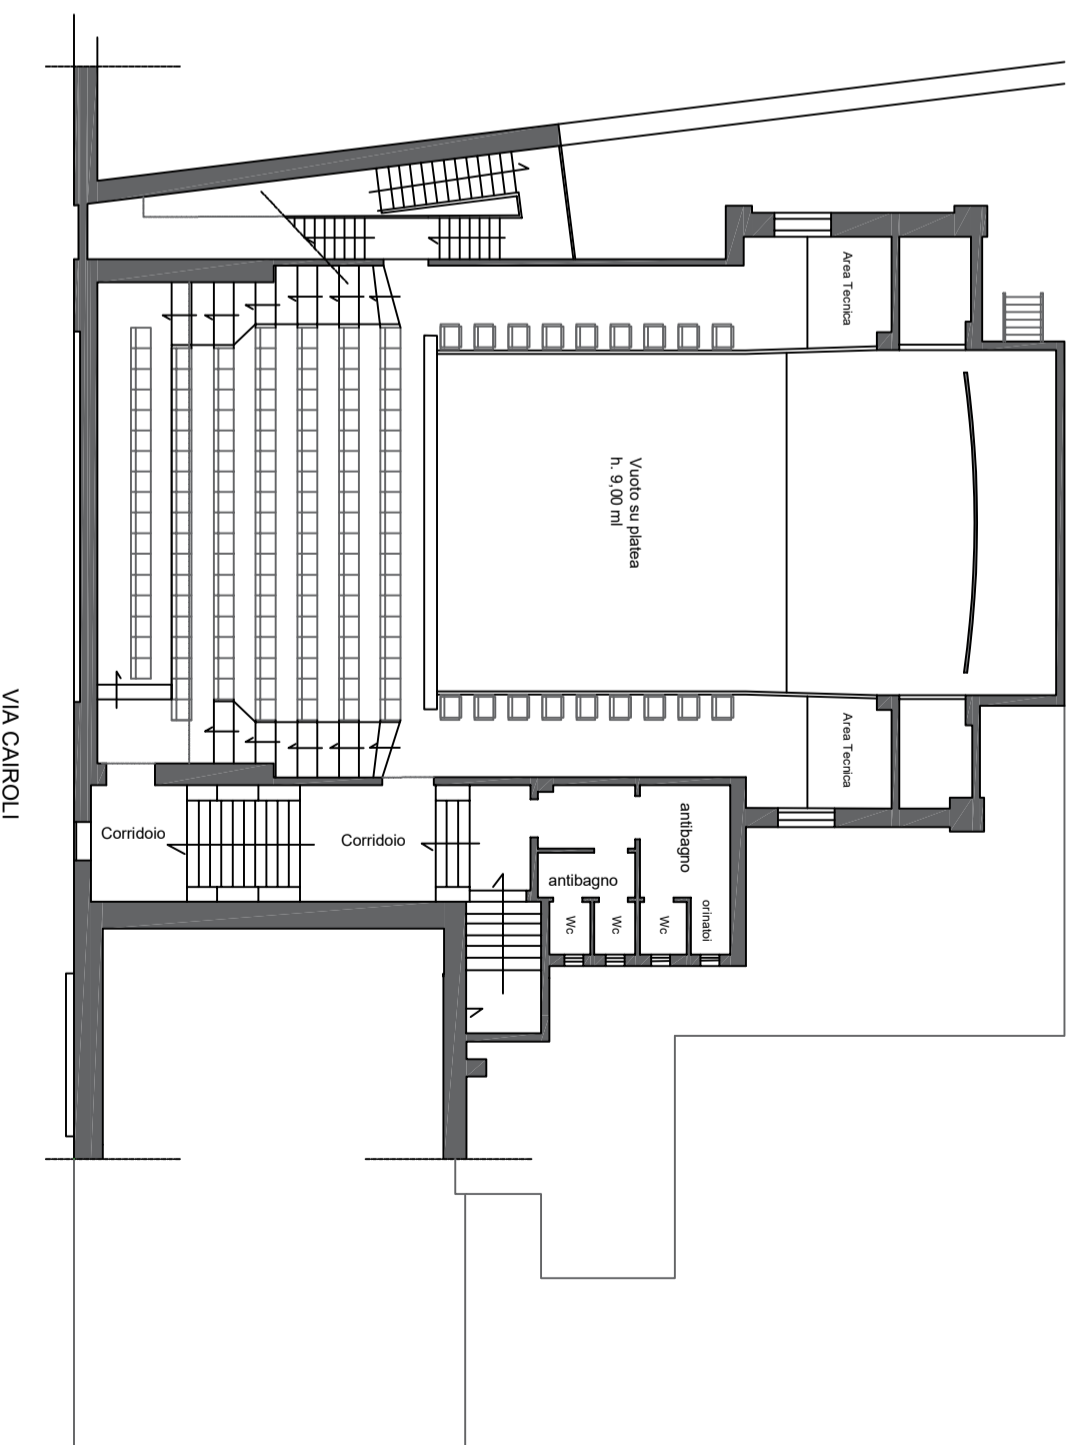 Area Tecnica
Vuoto su platea
h. 9,00 ml
VIA CAIROLI
Area Tecnica
Corridoio
Corridoio
antibagno
antibagno
orinatoi
Wc
Wc
Wc